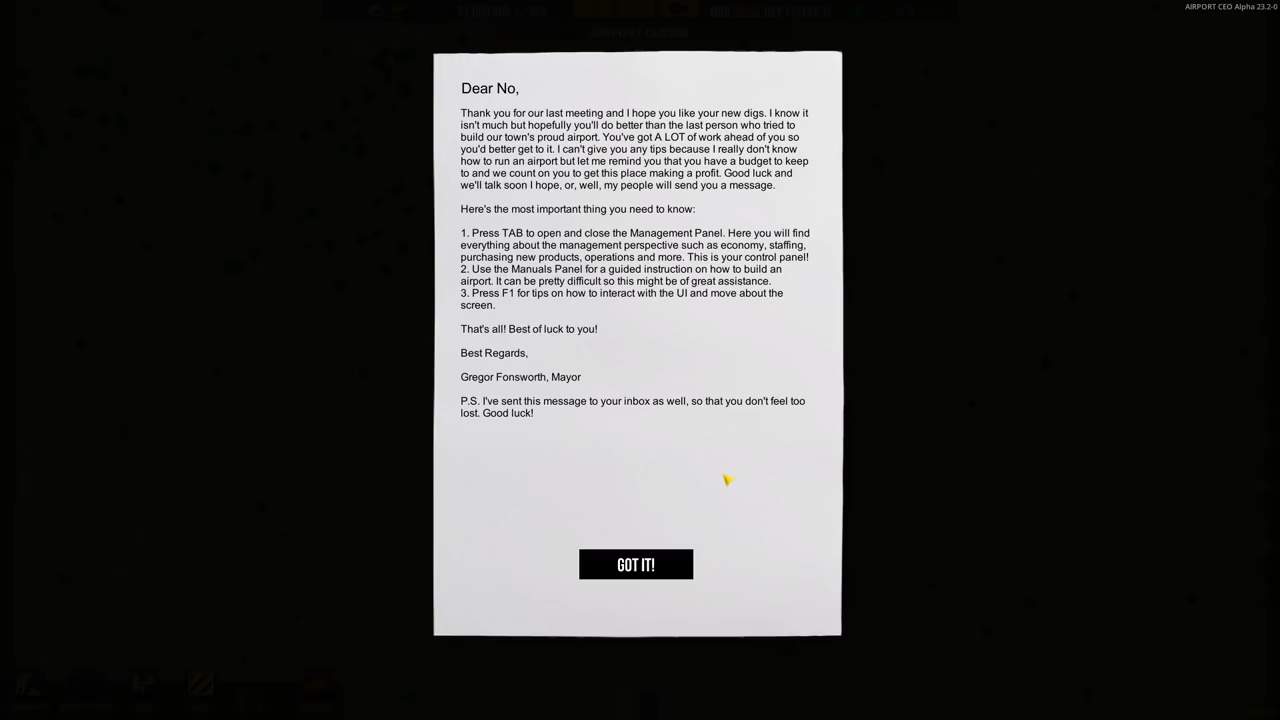 AIRPORT CEO Alpha 23.2-0
Dear No,
Thank you for our last meeting and I hope you like your new digs. I know it
isn't much but hopefully you'll do better than the last person who tried to
build our town's proud airport. You've got A LOT of work ahead of you so
you'd better get to it. I can't give you any tips because I really don't know
how to run an airport but let me remind you that you have a budget to keep
to and we count on you to get this place making a profit. Good luck and
we'll talk soon I hope, or, well, my people will send you a message.
Here's the most important thing you need to know:
1. Press TAB to open and close the Management Panel. Here you will find
everything about the management perspective such as economy, staffing,
purchasing new products, operations and more. This is your control panel!
2. Use the Manuals Panel for a guided instruction on how to build an
airport. It can be pretty difficult so this might be of great assistance.
3. Press F1 for tips on how to interact with the UI and move about the
screen.
That's all! Best of luck to you!
Best Regards,
Gregor Fonsworth, Mayor
P.S. I've sent this message to your inbox as well, so that you don't feel too
lost. Good luck!
GOT IT!